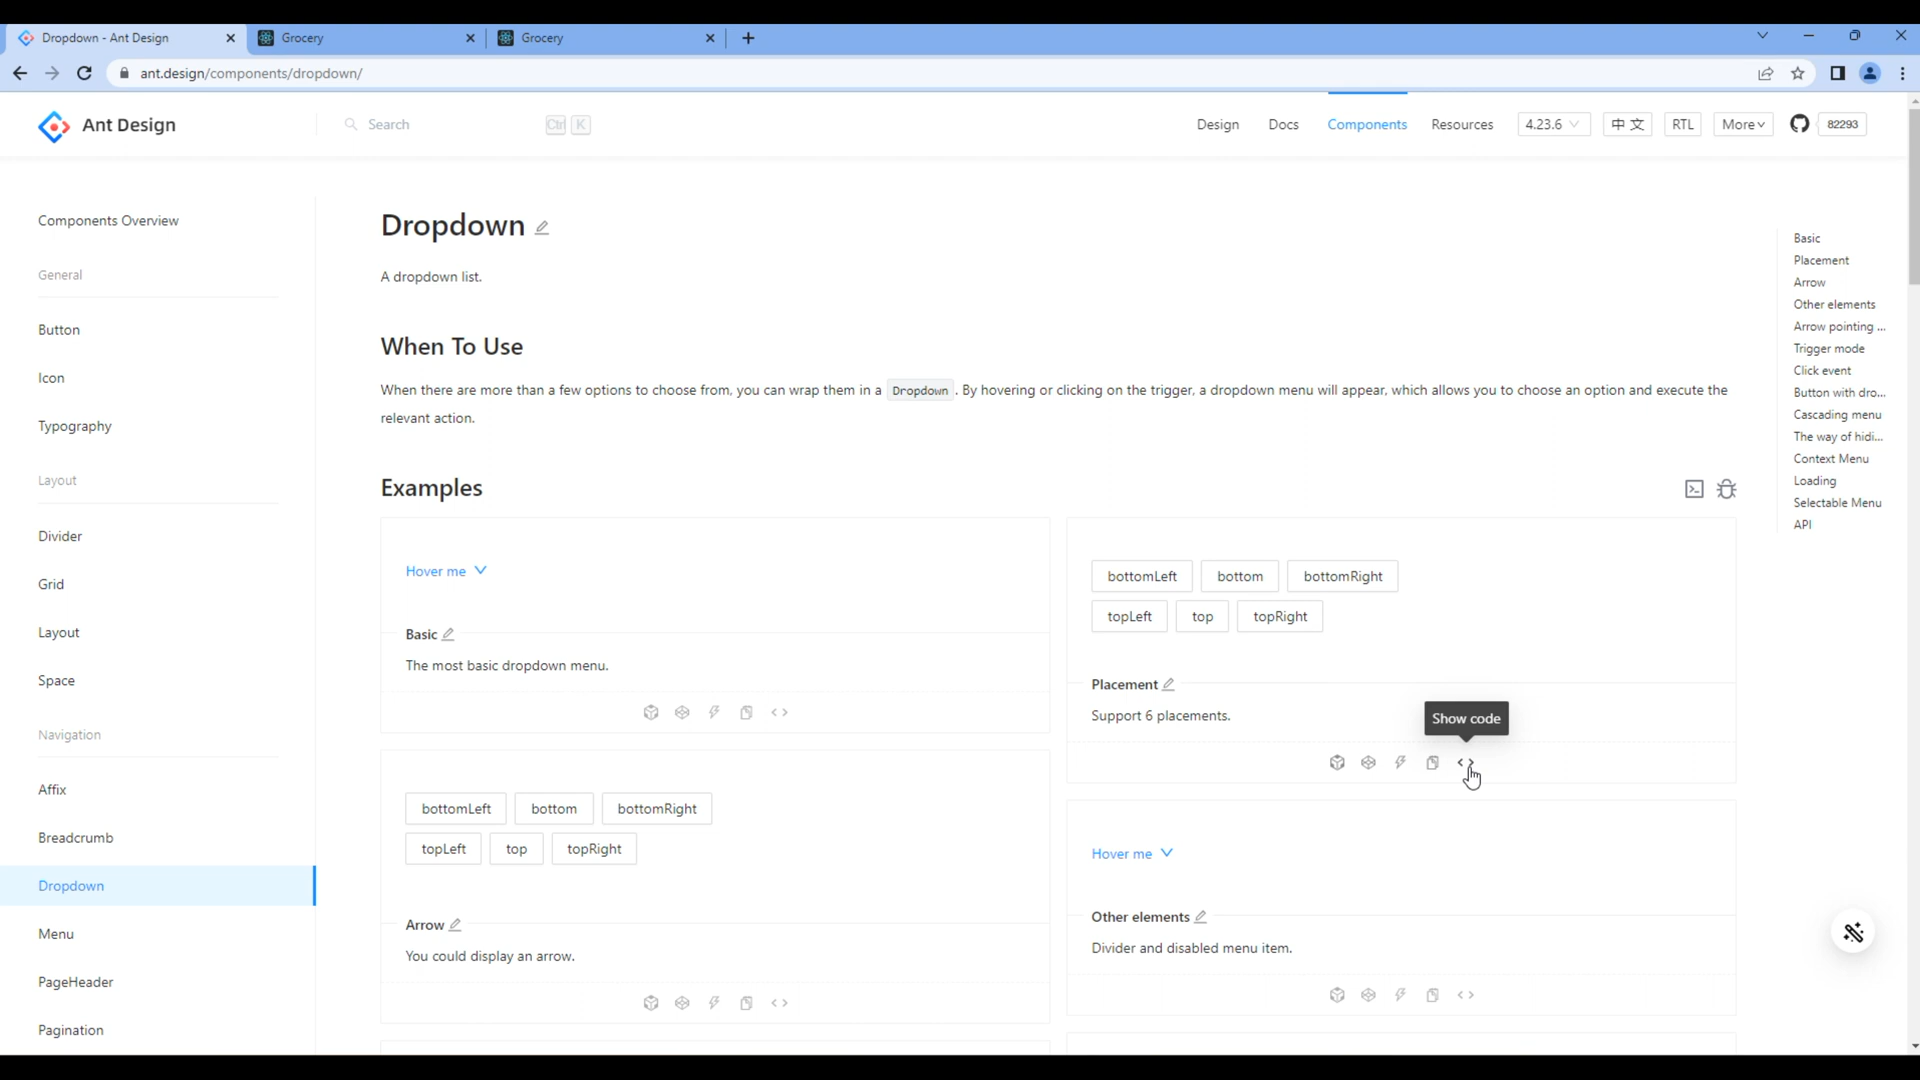 Dropdown - Ant Design
Grocery
Grocery
ant.design/components/dropdown/
Ant Design
Search
Ctrl K
Design
Docs
Components
Resources
4.23.6
中文
RTL
More
82293
Components Overview
General
Button
Icon
Typography
Layout
Divider
Grid
Layout
Space
Navigation
Affix
Breadcrumb
Dropdown
Menu
PageHeader
Pagination
Dropdown
A dropdown list.
When To Use
When there are more than a few options to choose from, you can wrap them in a Dropdown. By hovering or clicking on the trigger, a dropdown menu will appear, which allows you to choose an option and execute the
relevant action.
Examples
Hover me
Basic
The most basic dropdown menu.
bottomLeft bottom bottomRight
topLeft top topRight
Arrow
You could display an arrow.
bottomLeft bottom bottomRight
topLeft top topRight
Placement
Support 6 placements.
Show code
Hover me
Other elements
Divider and disabled menu item.
Basic
Placement
Arrow
Other elements
Arrow pointing ...
Trigger mode
Click event
Button with dro...
Cascading menu
The way of hidi...
Context Menu
Loading
Selectable Menu
API